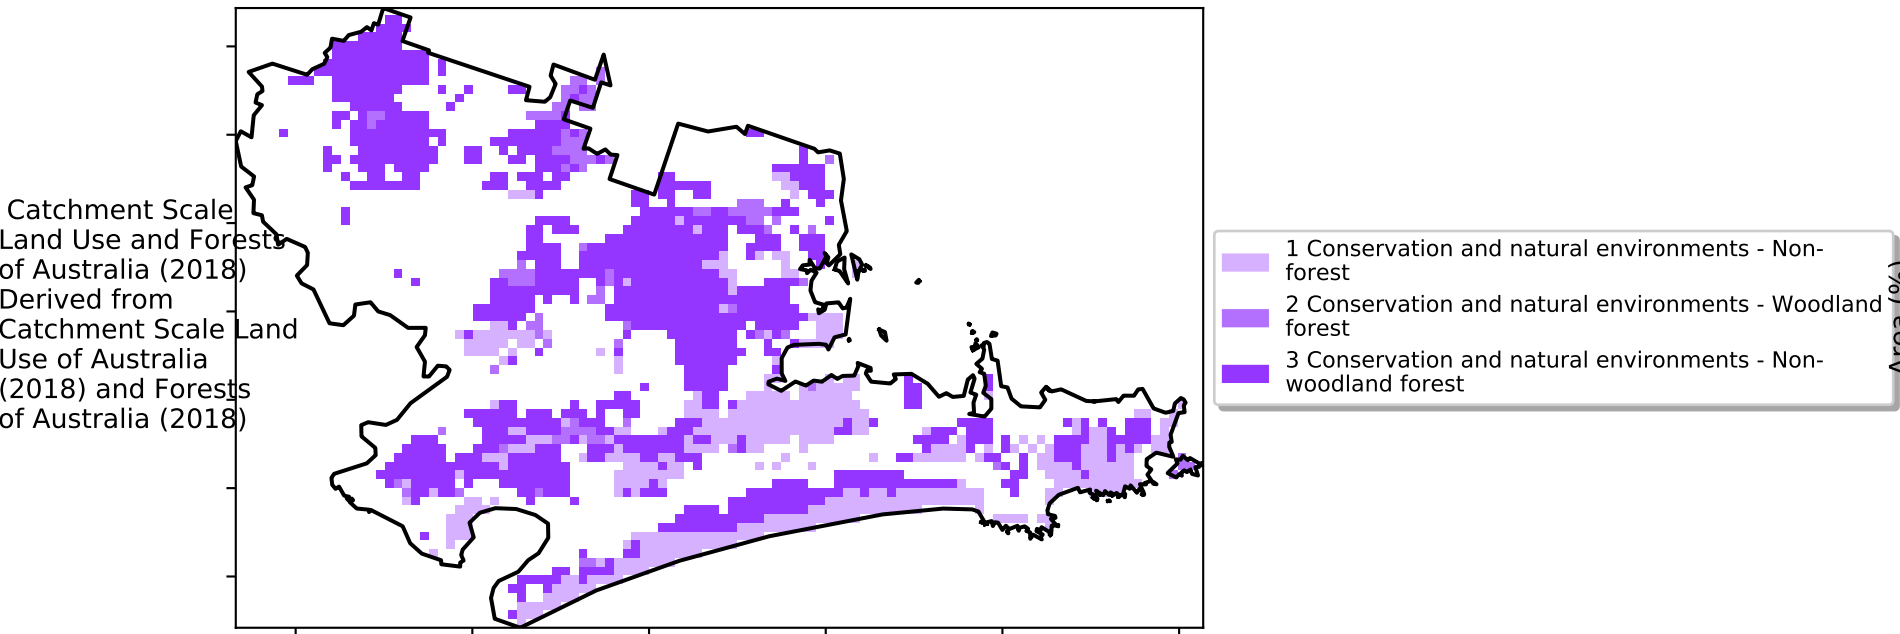 Catchment Scale
Land Use and Forests
of Australia (2018)
Derived from
Catchment Scale Land
Use of Australia
(2018) and Forests
of Australia (2018)
1 Conservation and natural environments - Non-
forest
2 Conservation and natural environments - Woodland
forest
3 Conservation and natural environments - Non-
woodland forest